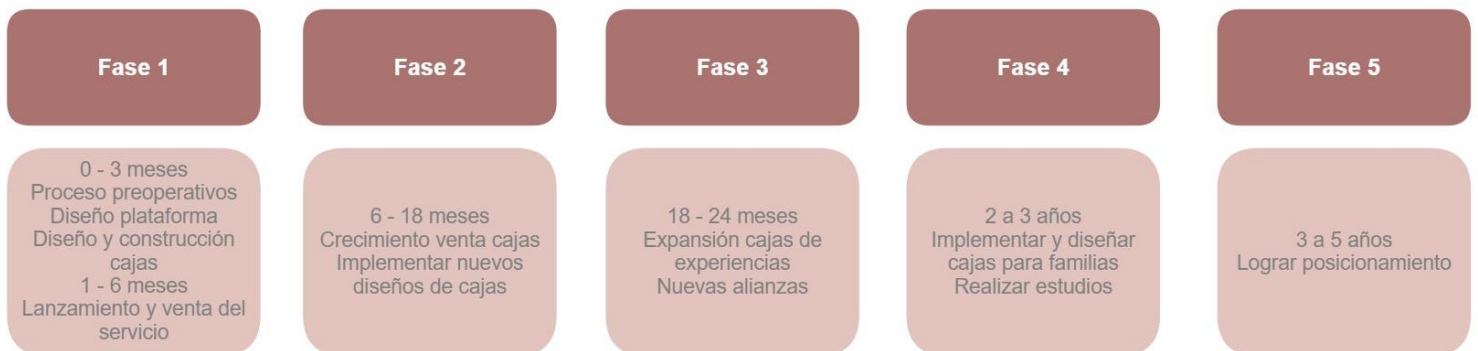 Fase 1
Fase 2
Fase 3
Fase 4
Fase 5
0 - 3 meses
Proceso preoperativos
Diseño plataforma
Diseño y construcción
cajas
1 - 6 meses
Lanzamiento y venta del
servicio
6 - 18 meses
Crecimiento venta cajas
Implementar nuevos
diseños de cajas
18 - 24 meses
Expansión cajas de
experiencias
Nuevas alianzas
2 a 3 años
Implementar y diseñar
cajas para familias
Realizar estudios
3 a 5 años
Lograr posicionamiento